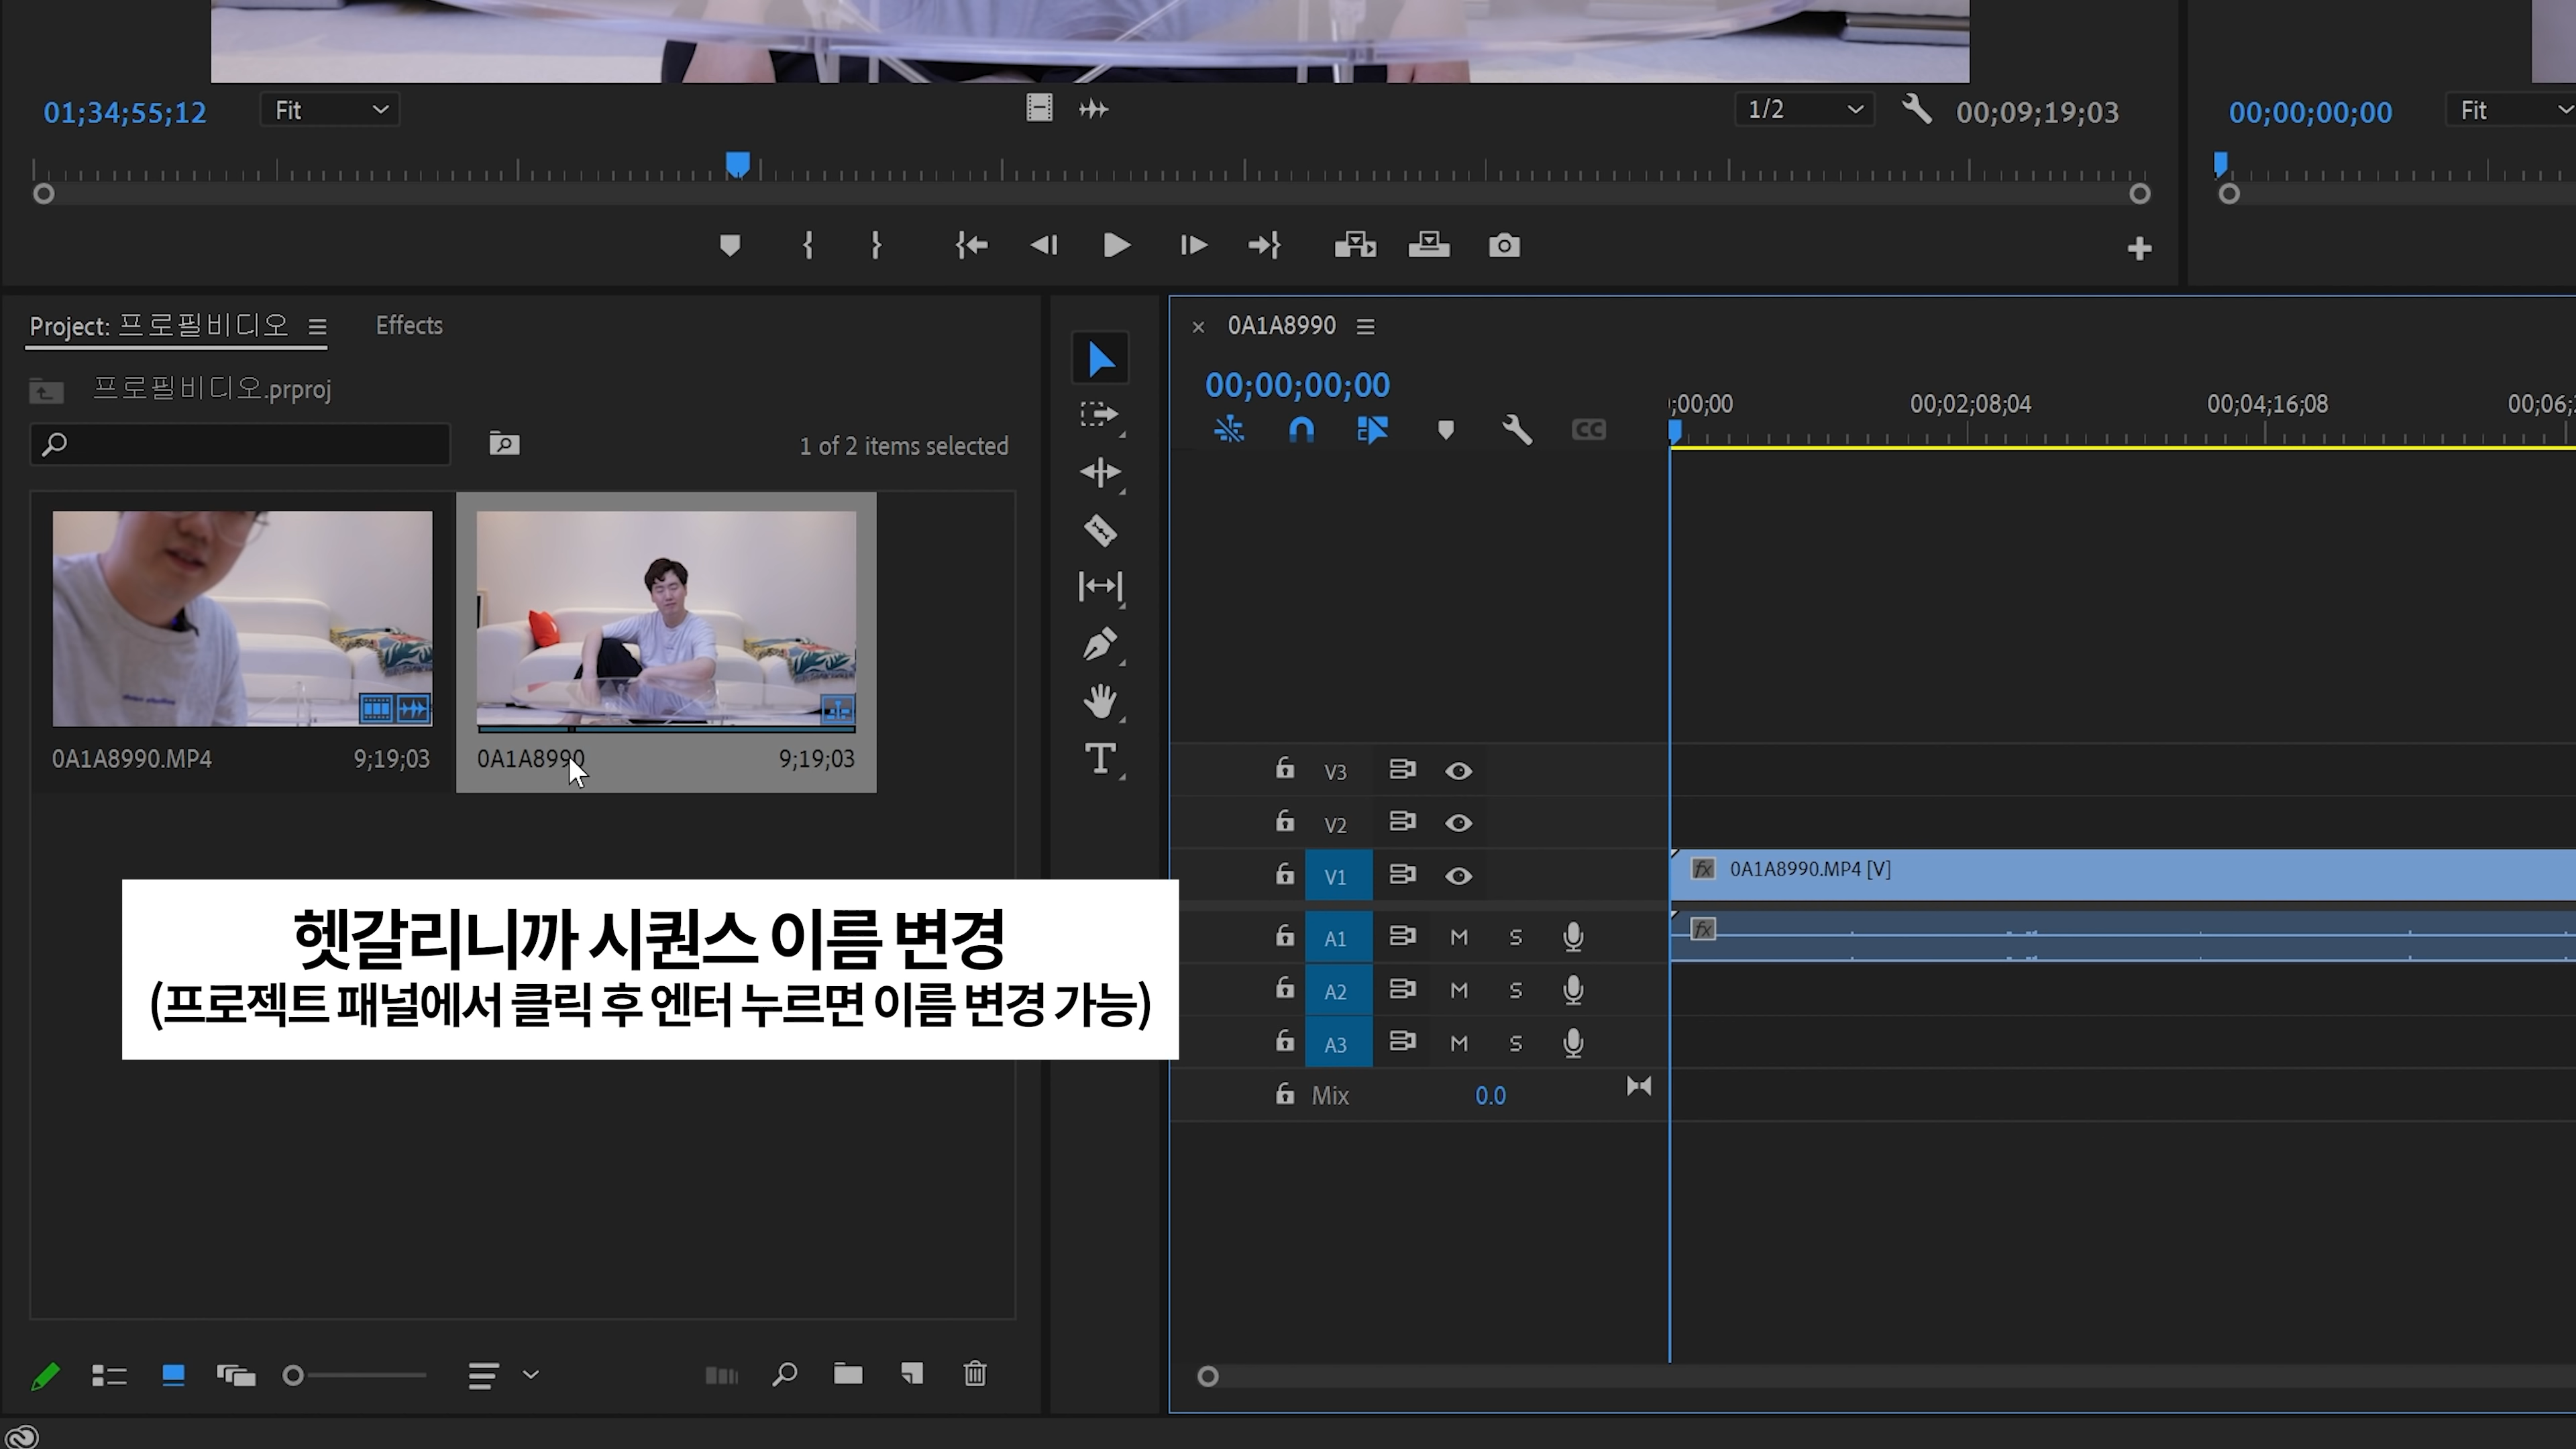 01;34;55;12
Fit
1/2
00;09;19;03
00;00;00;00
Fit
Project: 프로필비디오
Effects
프로필비디오.prproj
1 of 2 items selected
0A1A8990.MP4
9;19;03
0A1A8990
9;19;03
헷갈리니까 시퀀스 이름 변경
(프로젝트 패널에서 클릭 후 엔터 누르면 이름 변경 가능)
0A1A8990
00;00;00;00
;00;00
00;02;08;04
00;04;16;08
00;06;
CC
V3
V2
V1
fx 0A1A8990.MP4 [V]
A1 M S
fx
A2 M S
A3 M S
Mix 0.0